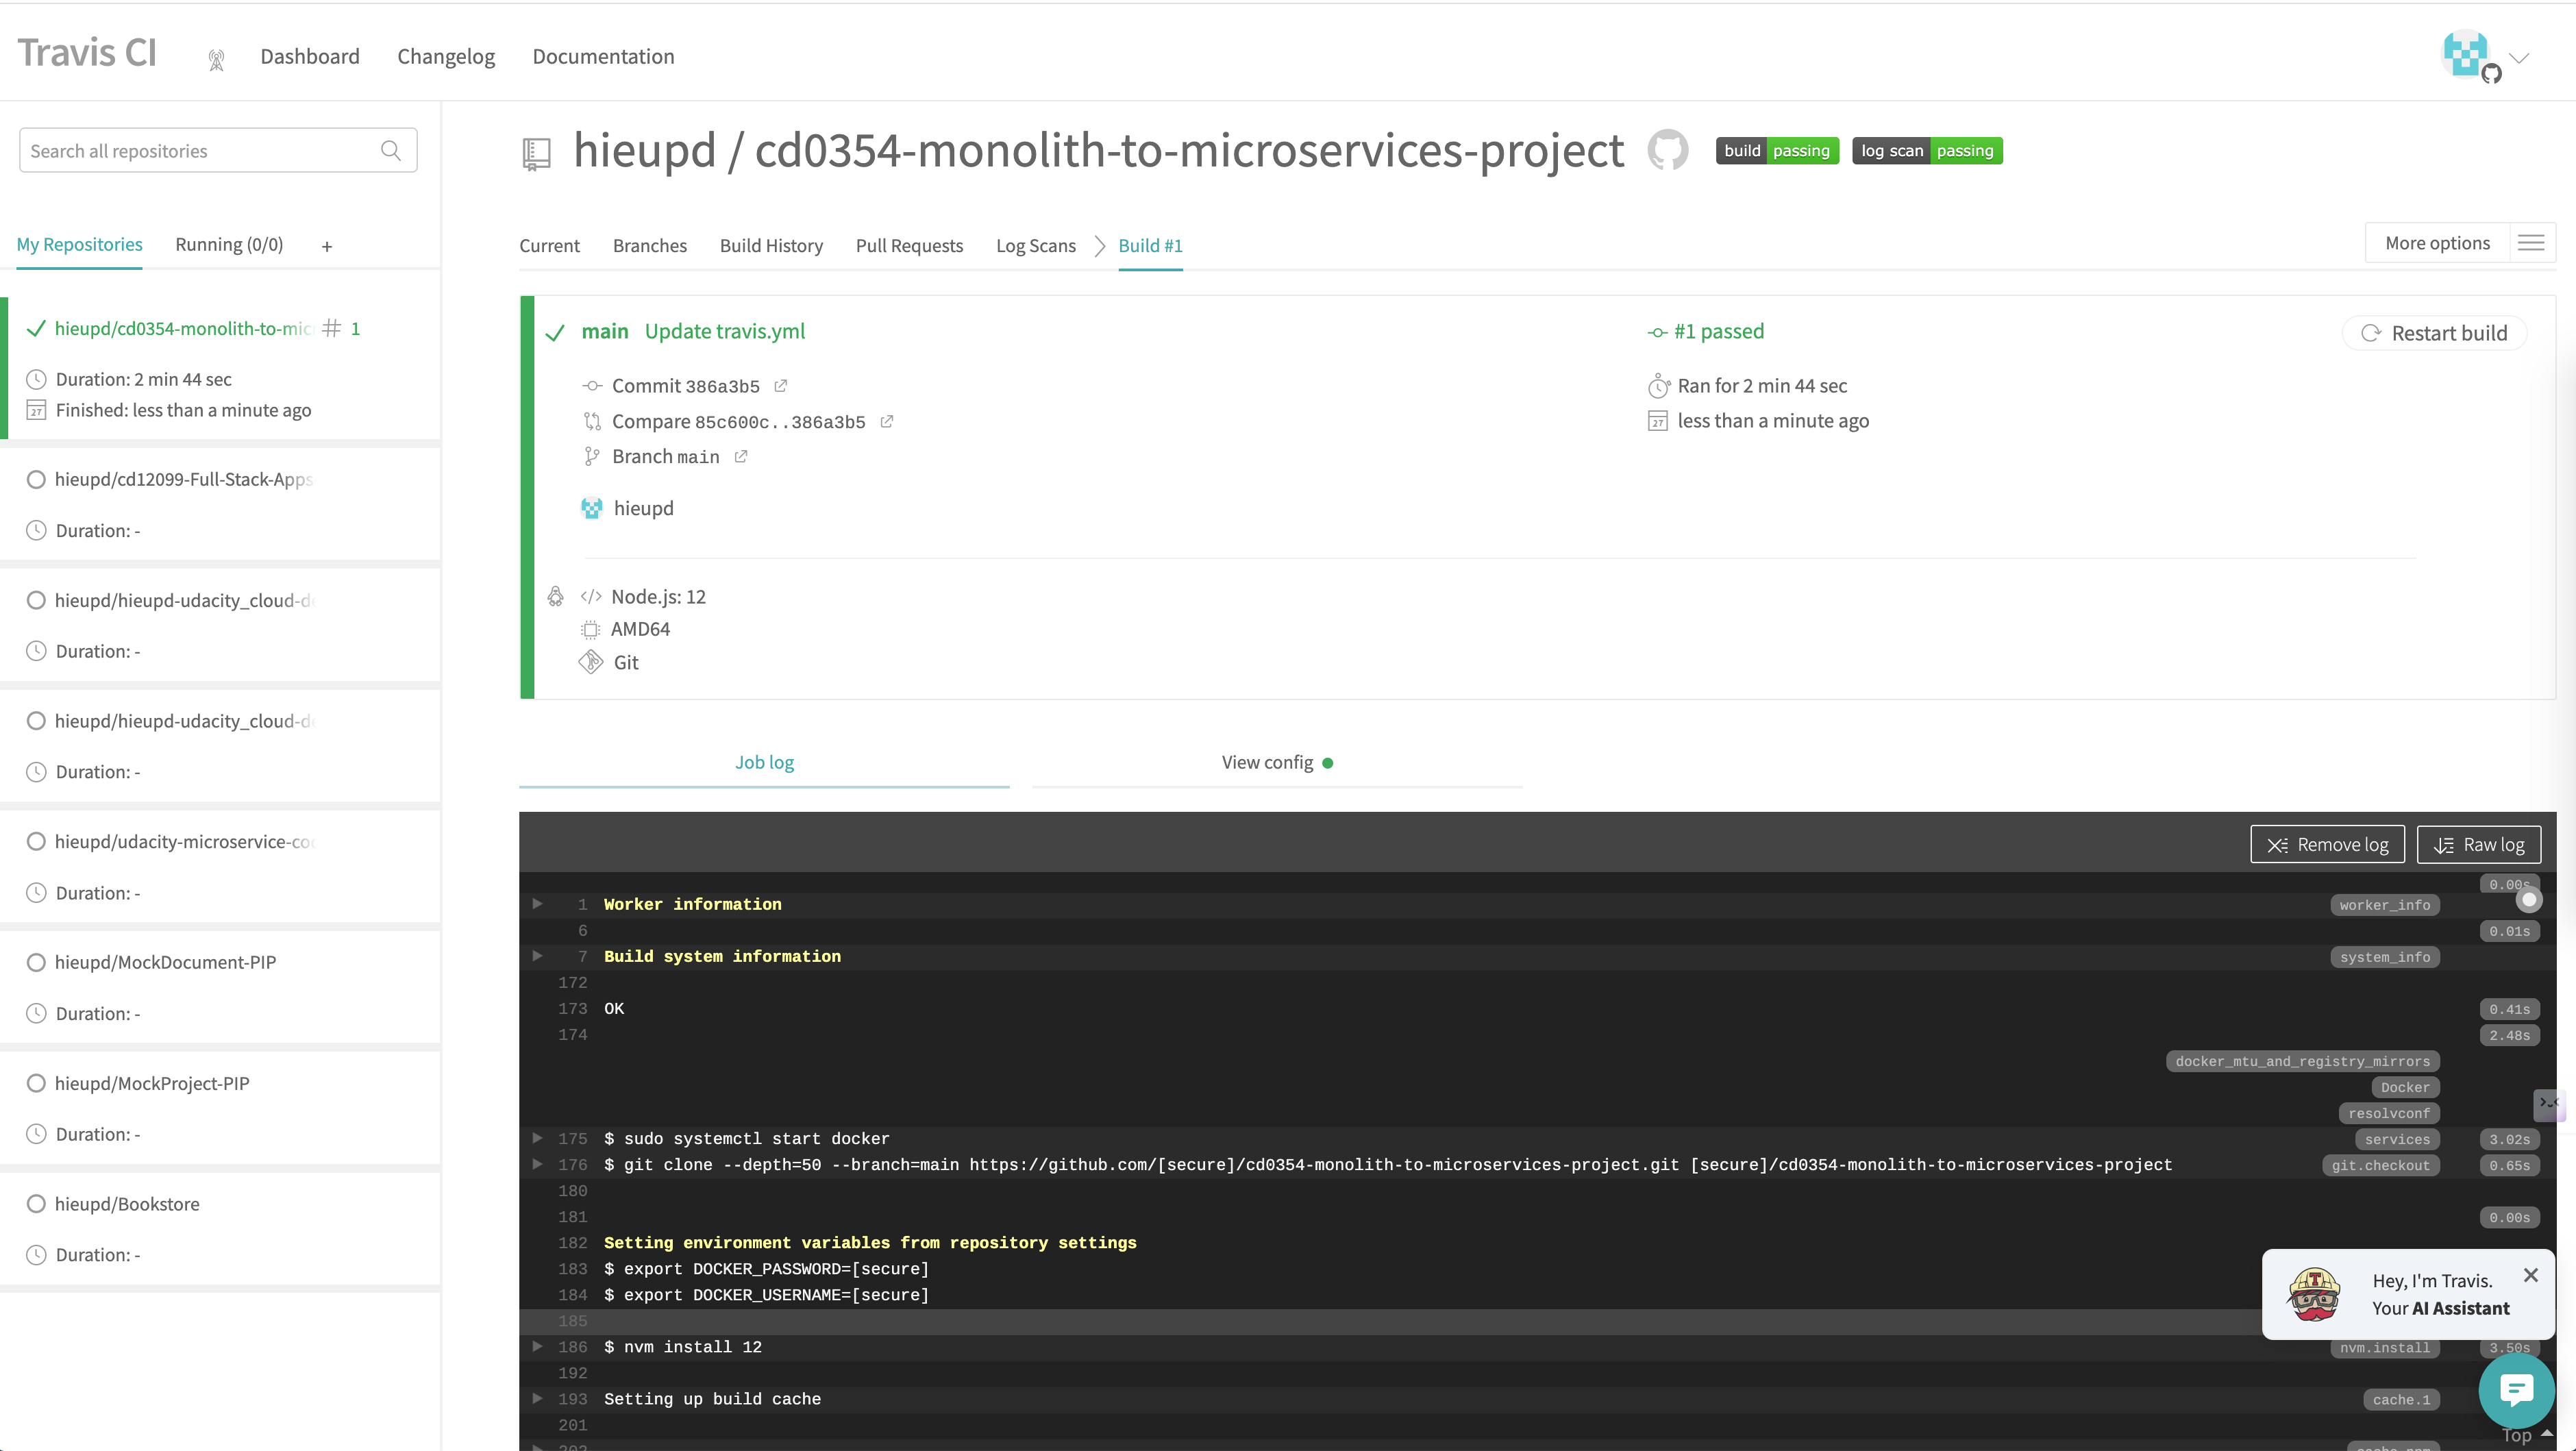 Travis CI
Dashboard
Changelog
Documentation
Search all repositories
My Repositories
Running (0/0)
+
hieupd/cd0354-monolith-to-mic
# 1
Duration: 2 min 44 sec
27
Finished: less than a minute ago
hieupd/cd12099-Full-Stack-Apps
Duration: -
hieupd/hieupd-udacity_cloud-de
Duration: -
hieupd/hieupd-udacity_cloud-de
Duration: -
hieupd/udacity-microservice-coo
Duration: -
hieupd/MockDocument-PIP
Duration: -
hieupd/MockProject-PIP
Duration: -
hieupd/Bookstore
Duration: -
hieupd / cd0354-monolith-to-microservices-project
build passing
log scan passing
Current
Branches
Build History
Pull Requests
Log Scans
Build #1
More options
main Update travis.yml
Commit 386a3b5
Compare 85c600c..386a3b5
Branch main
hieupd
#1 passed
Ran for 2 min 44 sec
27
less than a minute ago
Restart build
Node.js: 12
AMD64
Git
Job log
View config
Remove log
Raw log
0.00s
1 Worker information worker_info
6 0.01s
7 Build system information system_info
172
173 OK 0.41s
174 2.48s
docker_mtu_and_registry_mirrors
Docker
resolvconf
175 $ sudo systemctl start docker services 3.02s
176 $ git clone --depth=50 --branch=main https://github.com/[secure]/cd0354-monolith-to-microservices-project.git [secure]/cd0354-monolith-to-microservices-project git.checkout 0.65s
180
181 0.00s
182 Setting environment variables from repository settings
183 $ export DOCKER_PASSWORD=[secure]
184 $ export DOCKER_USERNAME=[secure]
185
186 $ nvm install 12 nvm.install 3.50s
192
193 Setting up build cache cache.1
201
202 cache.npm
Hey, I'm Travis.
Your AI Assistant
Top